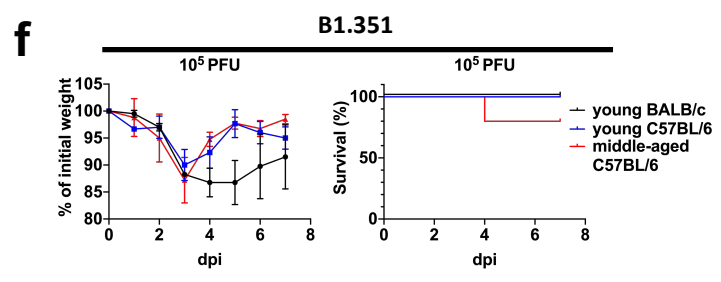 f
B1.351
10⁵ PFU
% of initial weight
105
100
95
90
85
80
0 2 4 6 8
dpi
10⁵ PFU
Survival (%)
100
50
0
0 2 4 6 8
dpi
young BALB/c
young C57BL/6
middle-aged
C57BL/6